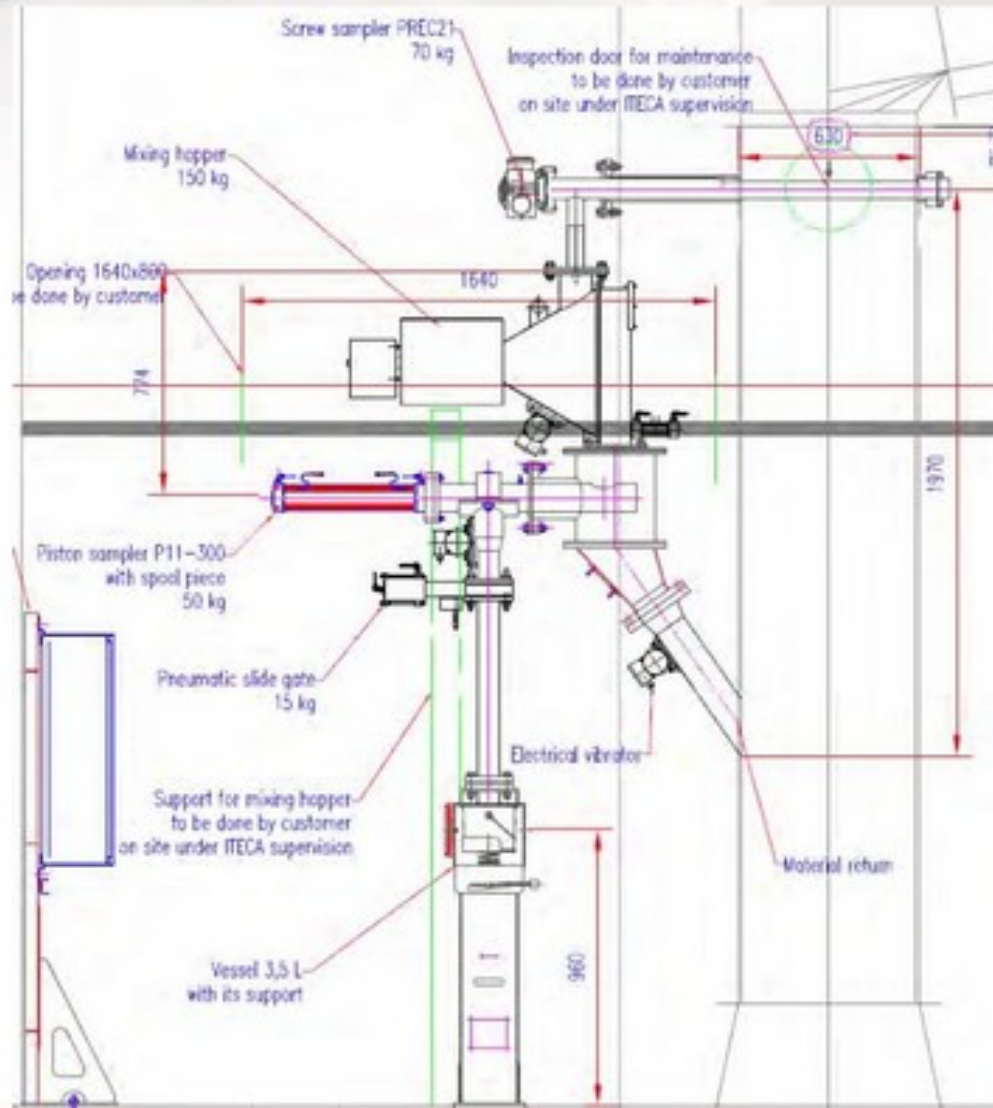 Screw sampler PREC21
70 kg
Inspection door for maintenance
to be done by customer
on site under ITECA supervision
630
Mixing hopper
150 kg
Opening 1640x800
be done by customer
1640
774
1970
Piston sampler P11-300
with spool piece
50 kg
Pneumatic slide gate
15 kg
Electrical vibrator
Support for mixing hopper
to be done by customer
on site under ITECA supervision
Material return
Vessel 3,5 L
with its support
960